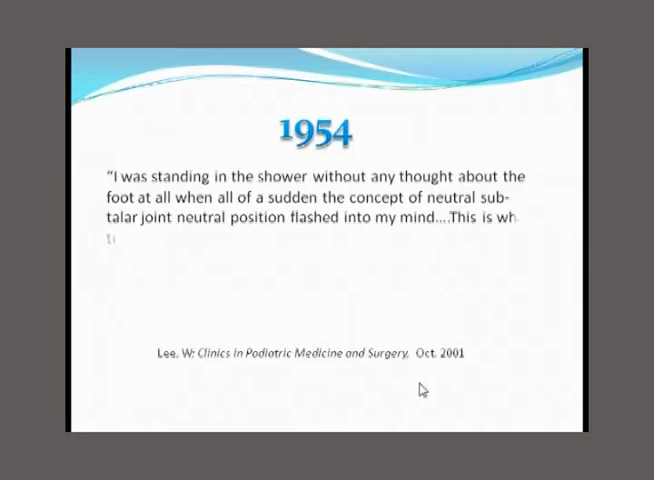 1954
“I was standing in the shower without any thought about the
foot at all when all of a sudden the concept of neutral sub-
talar joint neutral position flashed into my mind....This is
Lee, W: Clinics in Podiatric Medicine and Surgery, Oct. 2001